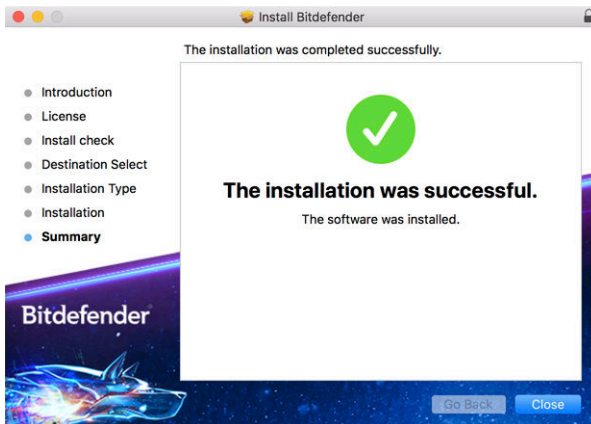 Install Bitdefender
The installation was completed successfully.
Introduction
License
Install check
Destination Select
Installation Type
Installation
Summary
The installation was successful.
The software was installed.
Bitdefender
Go Back
Close